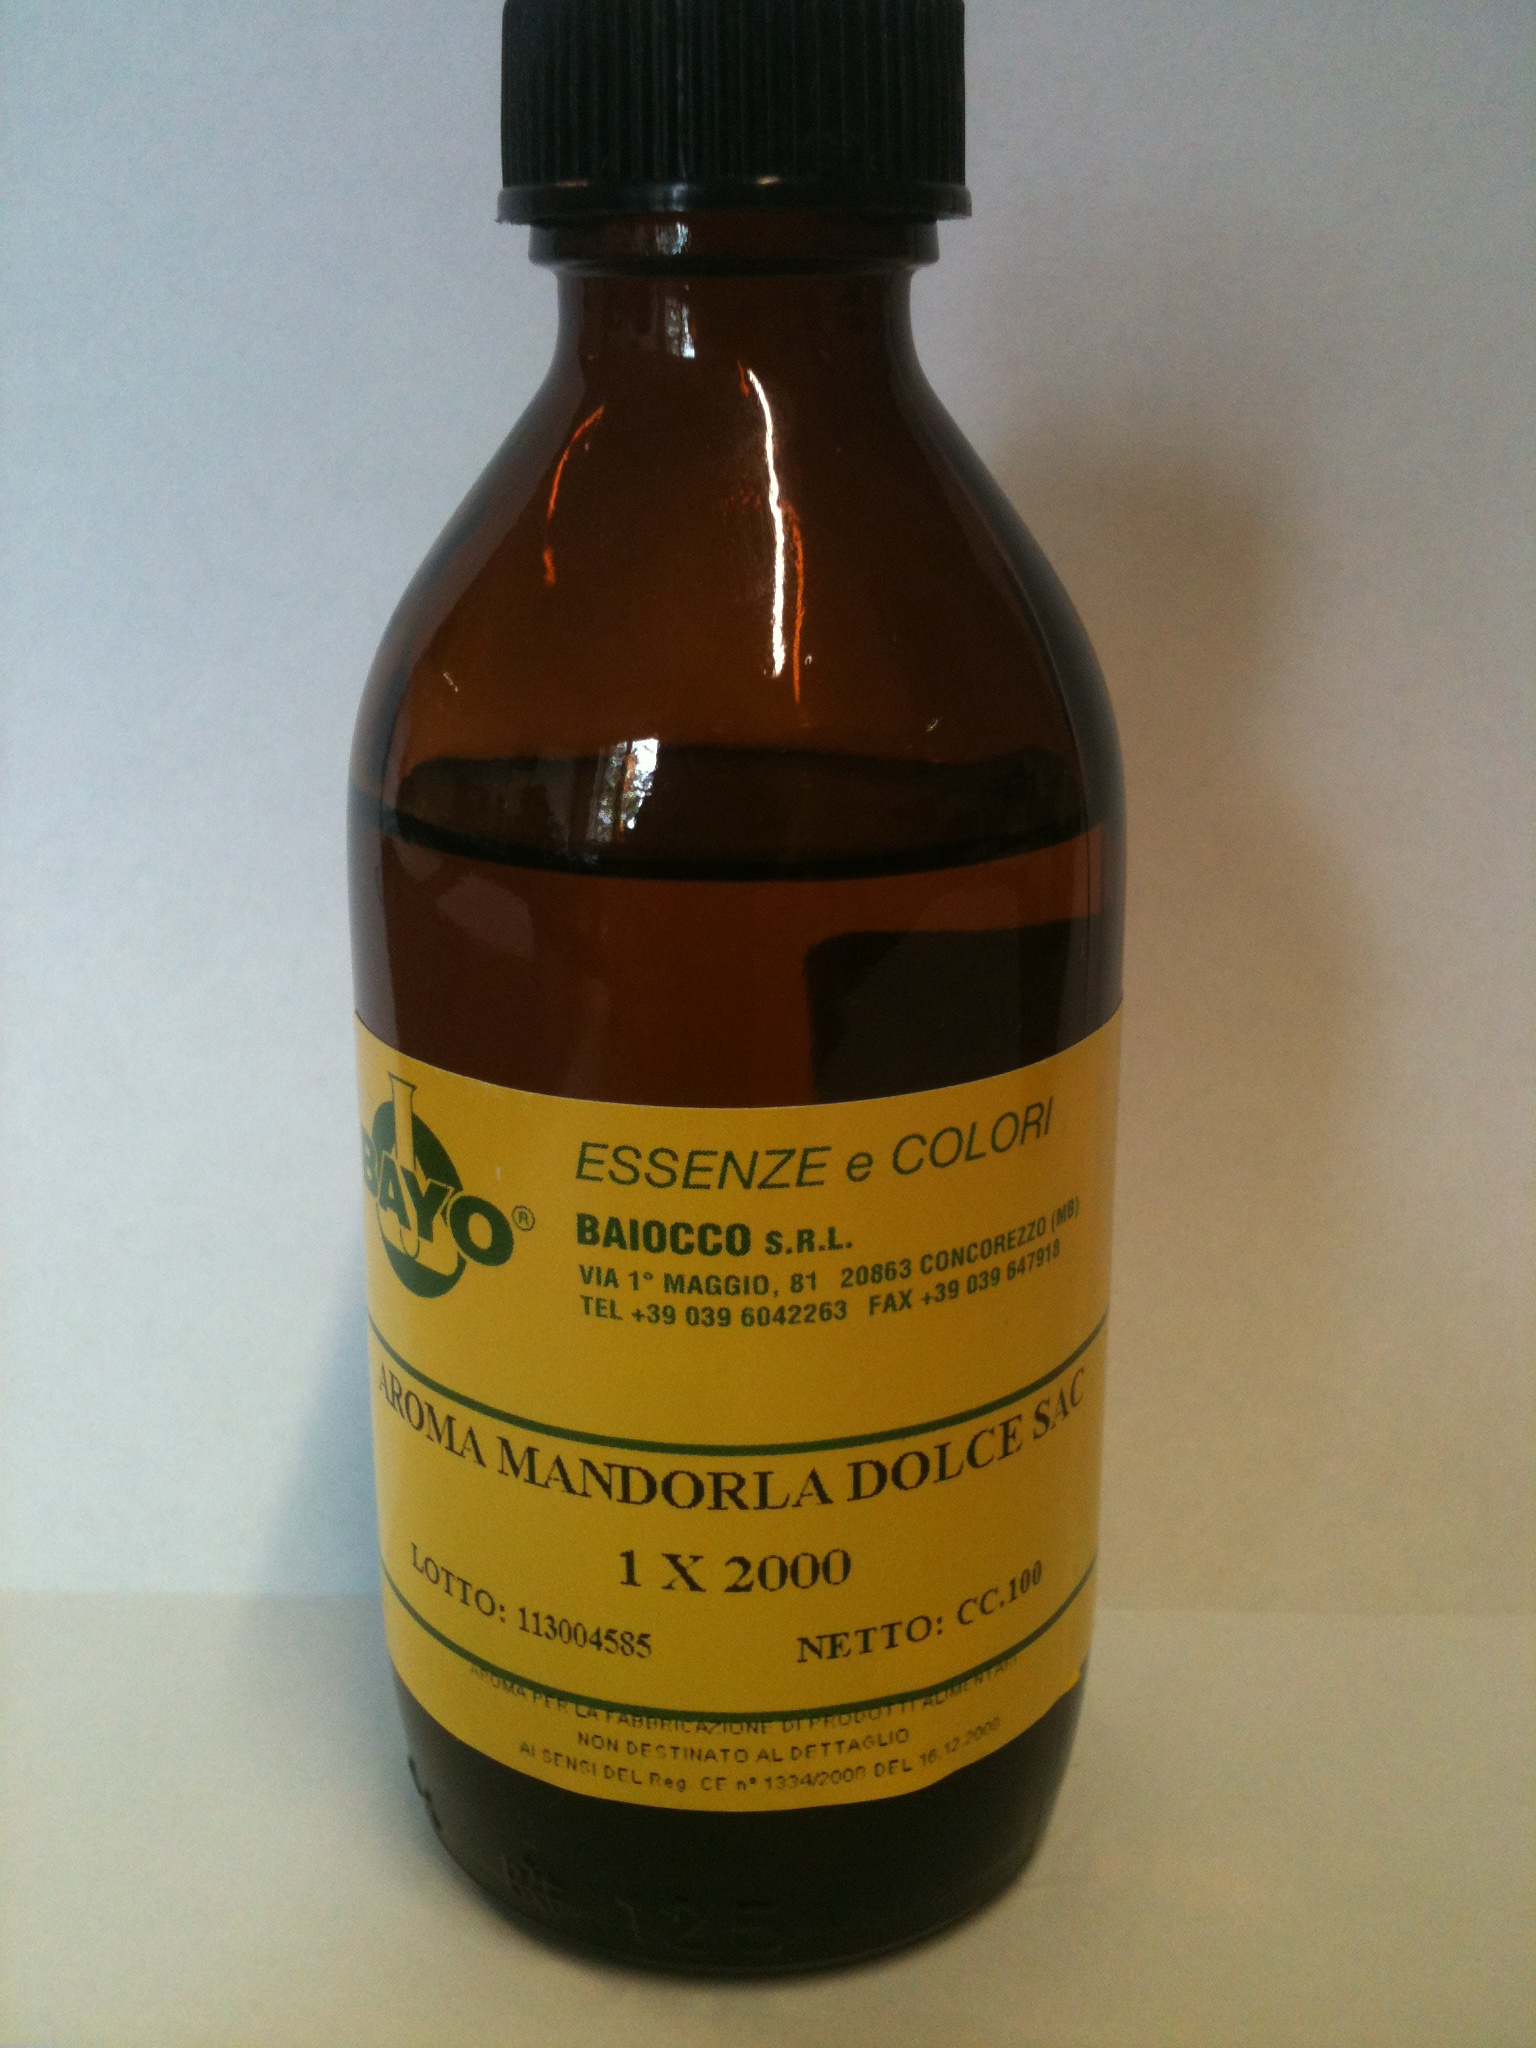 BAYO®
ESSENZE e COLORI
BAIOCCO S.R.L.
VIA 1° MAGGIO, 81 20863 CONCOREZZO (MB)
TEL +39 039 6042263 FAX +39 039 647918
AROMA MANDORLA DOLCE SAC
1 X 2000
LOTTO: 113004585 NETTO: CC.100
AROMA PER LA FABBRICAZIONE DI PRODOTTI ALIMENTARI
NON DESTINATO AL DETTAGLIO
AI SENSI DEL Reg. CE n° 1334/2008 DEL 16.12.2008
125